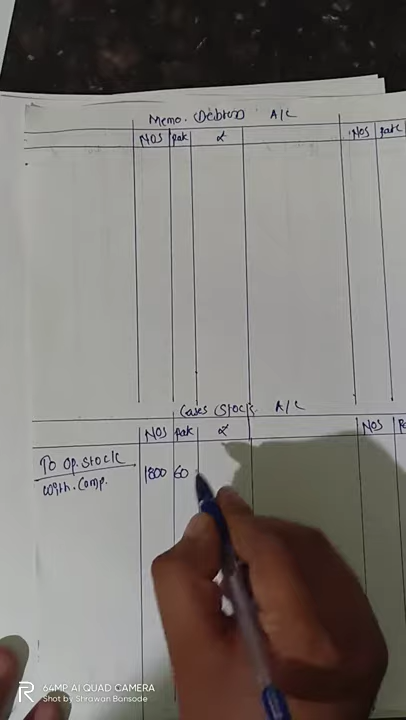 Memo. (Debtors) A/C
NOS Rate ₹ NOS Rate
Cases (Stock) A/C
NOS Rate ₹ NOS
To Op. Stock
With. Comp. 1800 60
64MP AI QUAD CAMERA
Shot by Shrawan Bansode